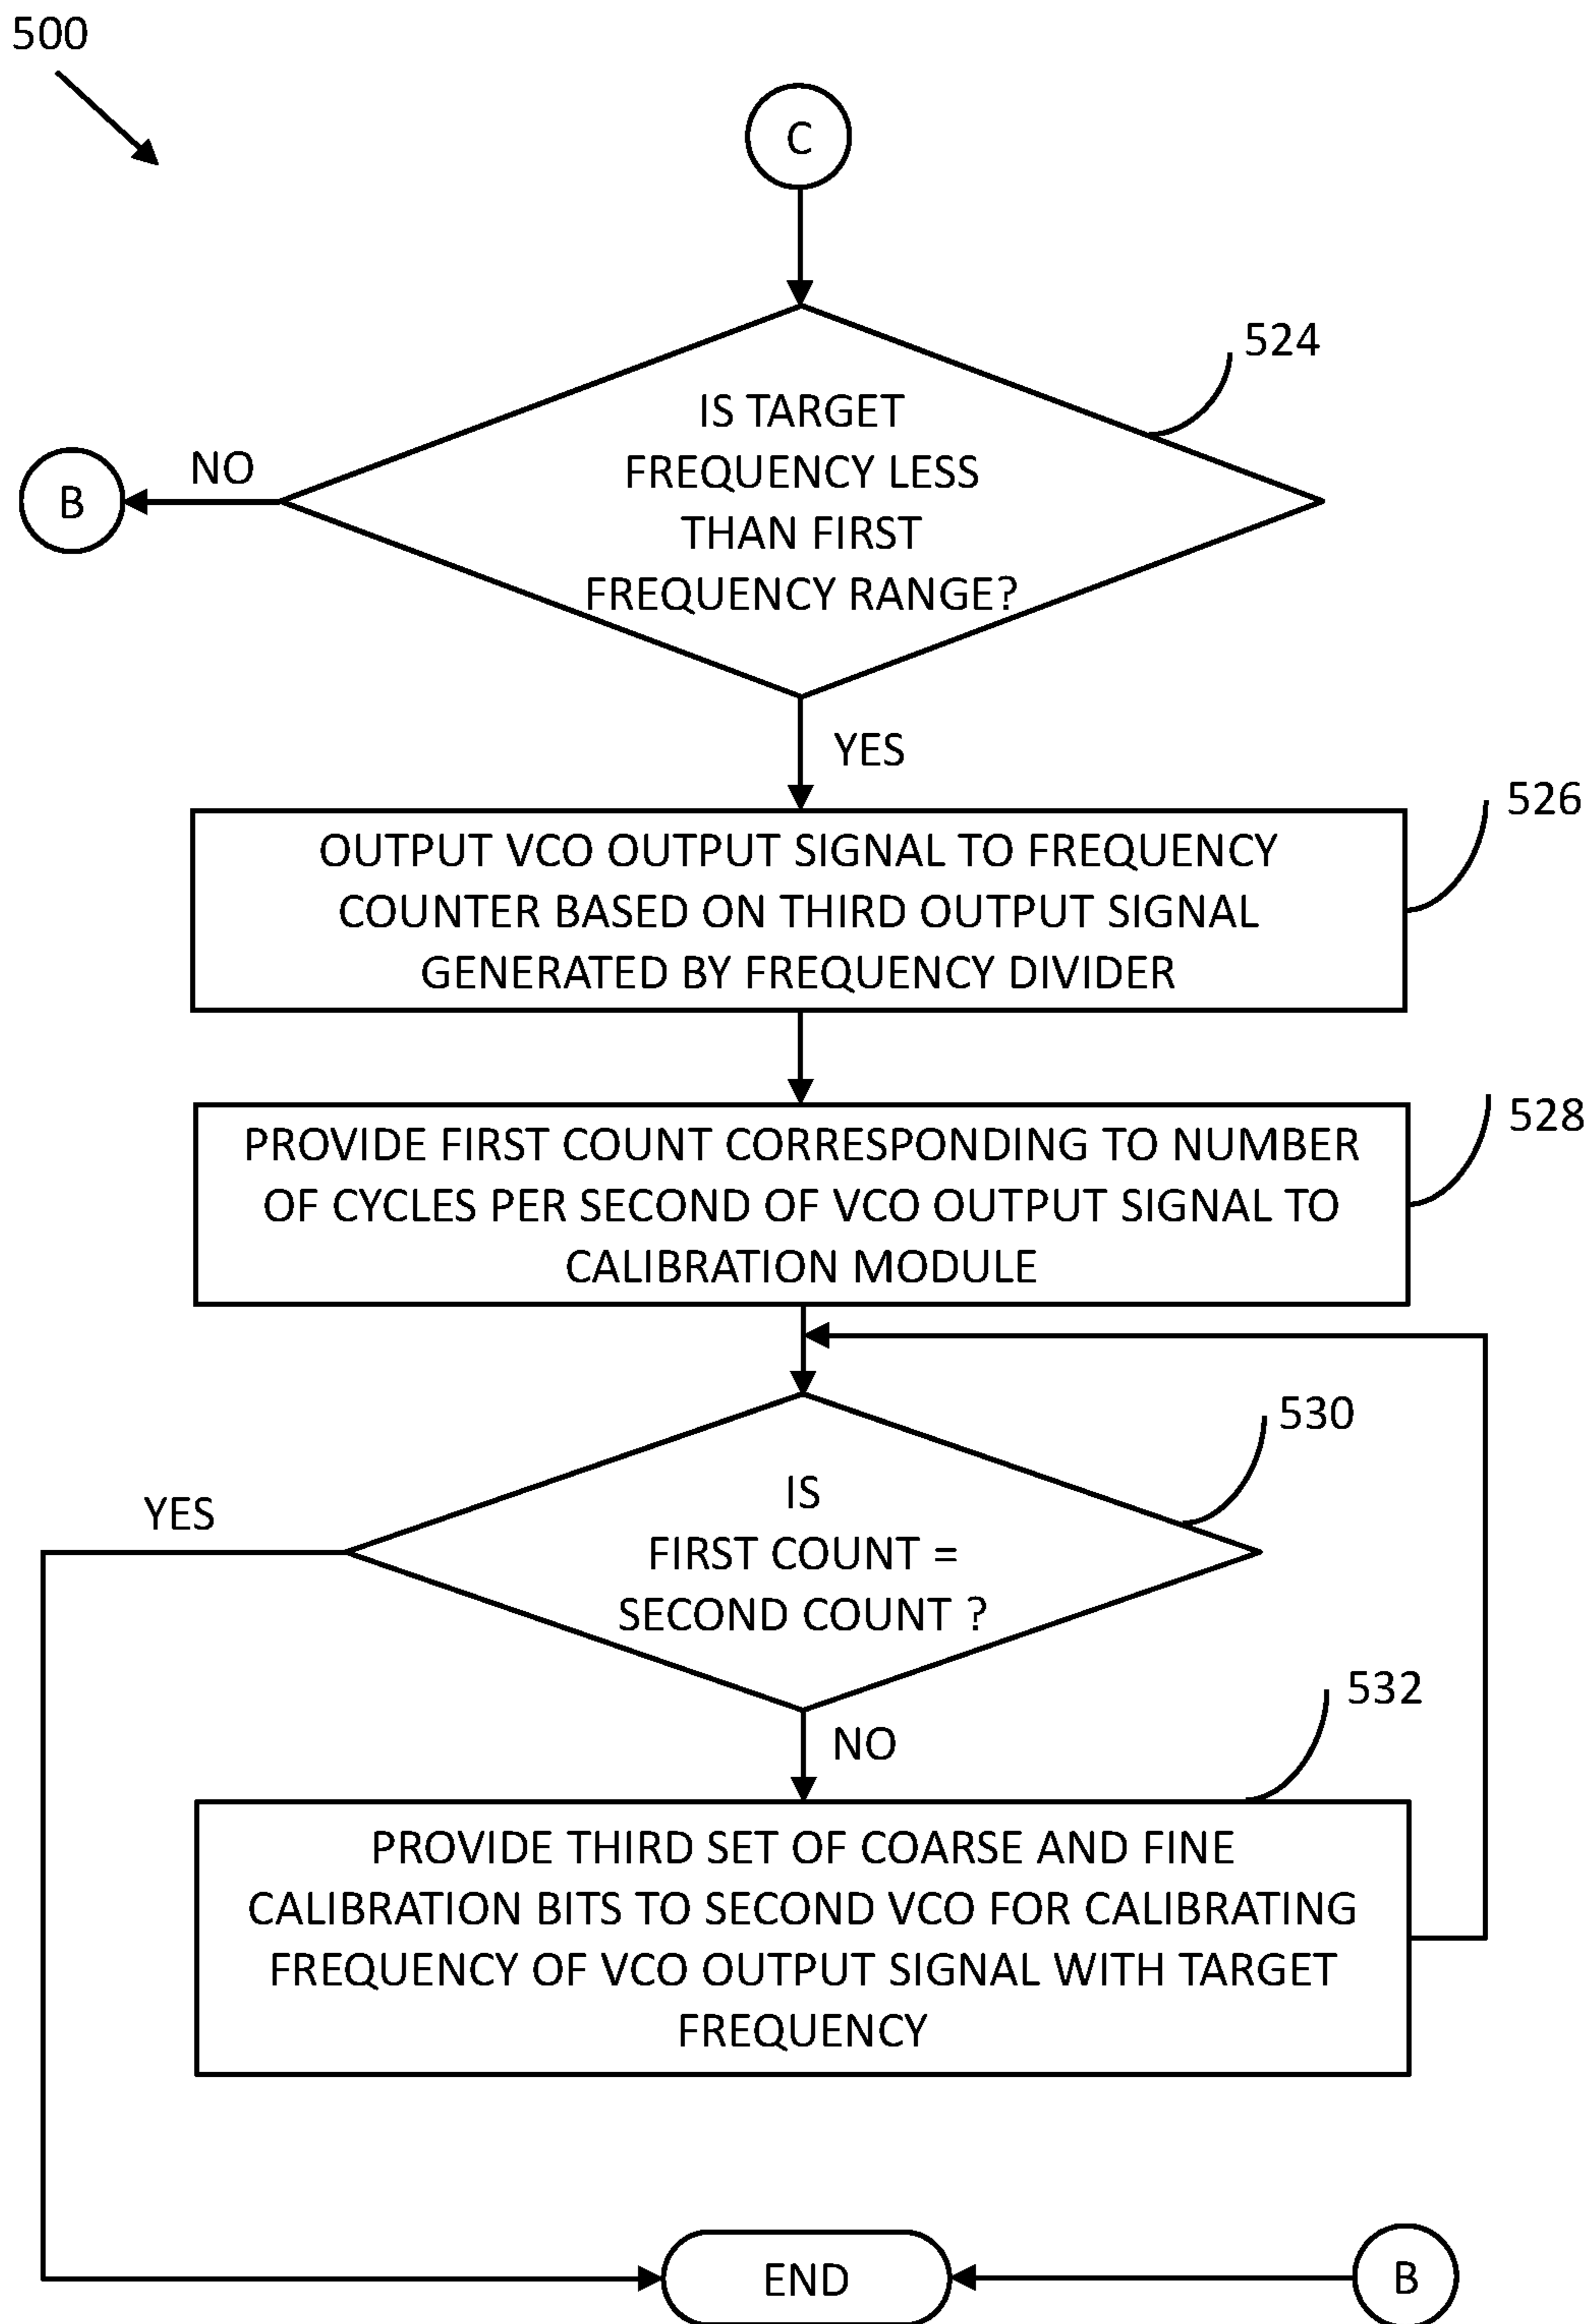 500
C
524
IS TARGET
FREQUENCY LESS
THAN FIRST
FREQUENCY RANGE?
NO
B
YES
526
OUTPUT VCO OUTPUT SIGNAL TO FREQUENCY
COUNTER BASED ON THIRD OUTPUT SIGNAL
GENERATED BY FREQUENCY DIVIDER
528
PROVIDE FIRST COUNT CORRESPONDING TO NUMBER
OF CYCLES PER SECOND OF VCO OUTPUT SIGNAL TO
CALIBRATION MODULE
530
IS
FIRST COUNT =
SECOND COUNT ?
YES
NO
532
PROVIDE THIRD SET OF COARSE AND FINE
CALIBRATION BITS TO SECOND VCO FOR CALIBRATING
FREQUENCY OF VCO OUTPUT SIGNAL WITH TARGET
FREQUENCY
END
B